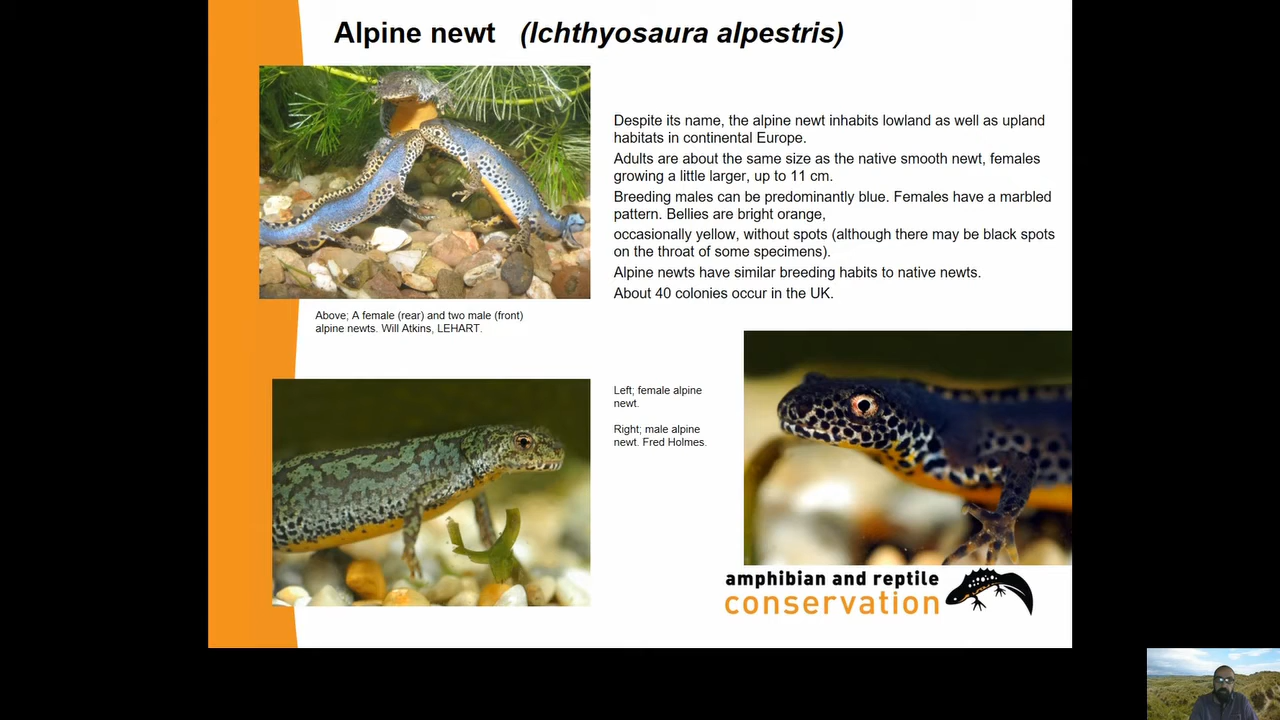 Alpine newt (Ichthyosaura alpestris)
Despite its name, the alpine newt inhabits lowland as well as upland
habitats in continental Europe.
Adults are about the same size as the native smooth newt, females
growing a little larger, up to 11 cm.
Breeding males can be predominantly blue. Females have a marbled
pattern. Bellies are bright orange,
occasionally yellow, without spots (although there may be black spots
on the throat of some specimens).
Alpine newts have similar breeding habits to native newts.
About 40 colonies occur in the UK.
Above; A female (rear) and two male (front)
alpine newts. Will Atkins, LEHART.
Left; female alpine
newt.
Right; male alpine
newt. Fred Holmes.
amphibian and reptile
conservation